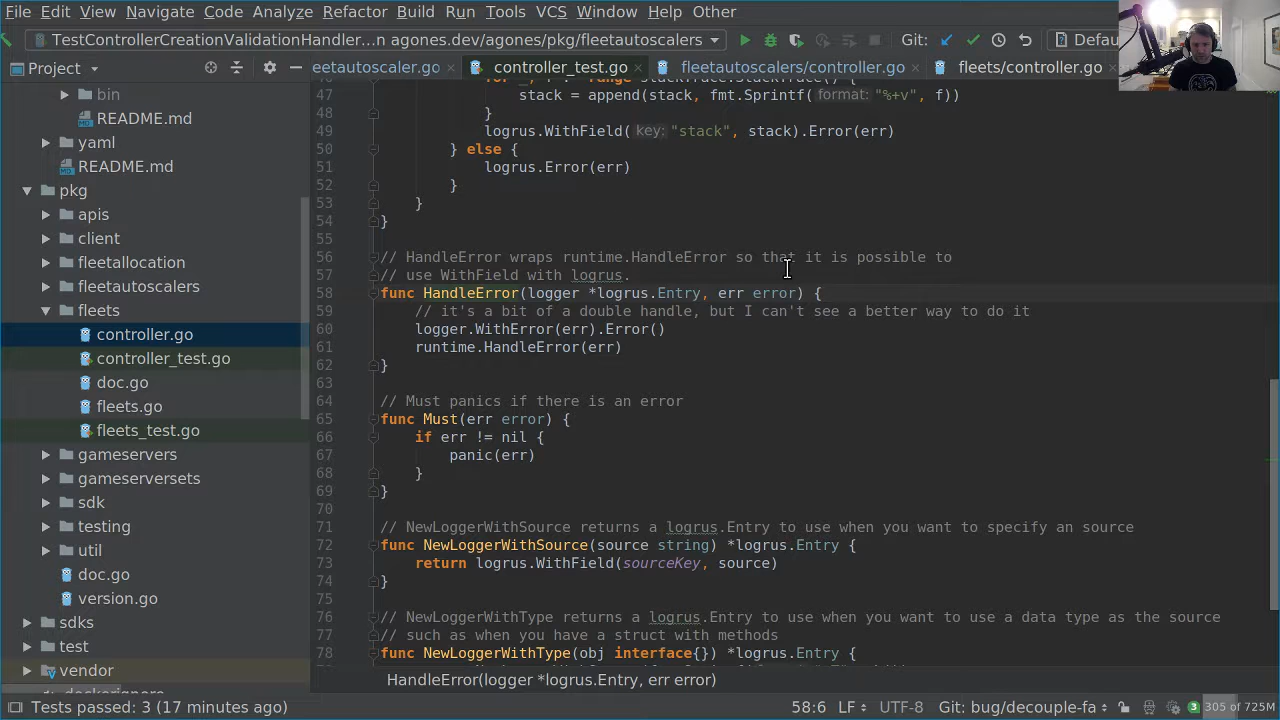 File Edit View Navigate Code Analyze Refactor Build Run Tools VCS Window Help Other
TestControllerCreationValidationHandler...n agones.dev/agones/pkg/fleetautoscalers Git: Defau
Project eetautoscaler.go controller_test.go fleetautoscalers/controller.go fleets/controller.go
bin
README.md
yaml
README.md
pkg
apis
client
fleetallocation
fleetautoscalers
fleets
controller.go
controller_test.go
doc.go
fleets.go
fleets_test.go
gameservers
gameserversets
sdk
testing
util
doc.go
version.go
sdks
test
vendor
.dockerignore
46 for _, f := range stackTrace.StackTrace() {
47 stack = append(stack, fmt.Sprintf( format: "%+v", f))
48 }
49 logrus.WithField( key: "stack", stack).Error(err)
50 } else {
51 logrus.Error(err)
52 }
53 }
54 }
55
56 // HandleError wraps runtime.HandleError so that it is possible to
57 // use WithField with logrus.
58 func HandleError(logger *logrus.Entry, err error) {
59 // it's a bit of a double handle, but I can't see a better way to do it
60 logger.WithError(err).Error()
61 runtime.HandleError(err)
62 }
63
64 // Must panics if there is an error
65 func Must(err error) {
66 if err != nil {
67 panic(err)
68 }
69 }
70
71 // NewLoggerWithSource returns a logrus.Entry to use when you want to specify an source
72 func NewLoggerWithSource(source string) *logrus.Entry {
73 return logrus.WithField(sourceKey, source)
74 }
75
76 // NewLoggerWithType returns a logrus.Entry to use when you want to use a data type as the source
77 // such as when you have a struct with methods
78 func NewLoggerWithType(obj interface{}) *logrus.Entry {
HandleError(logger *logrus.Entry, err error)
Tests passed: 3 (17 minutes ago) 58:6 LF UTF-8 Git: bug/decouple-fa 3 305 of 725M